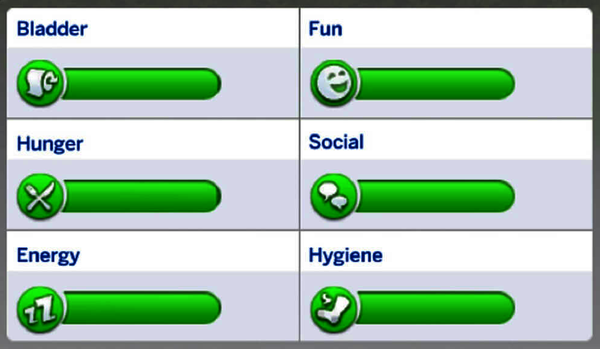 Bladder
Fun
Hunger
Social
Energy
Hygiene